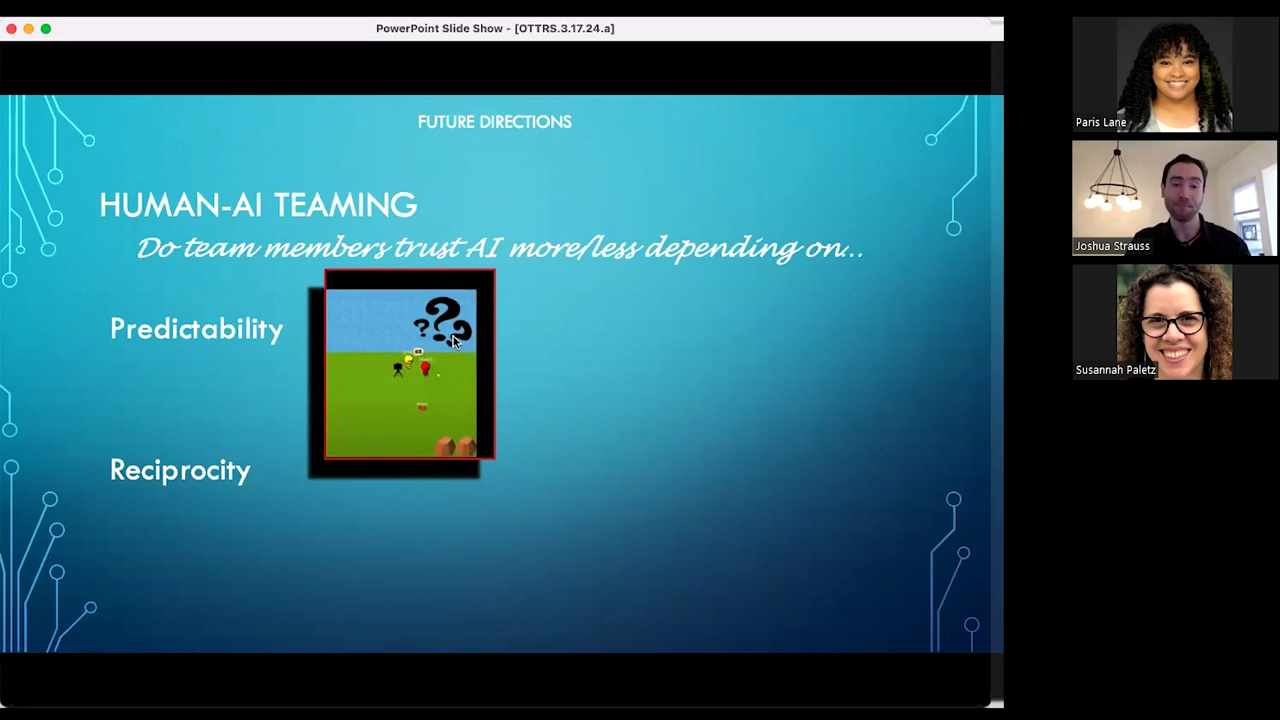 PowerPoint Slide Show - [OTTRS.3.17.24.a]
FUTURE DIRECTIONS
HUMAN-AI TEAMING
Do team members trust AI more/less depending on...
Predictability
???
Reciprocity
Paris Lane
Joshua Strauss
Susannah Paletz